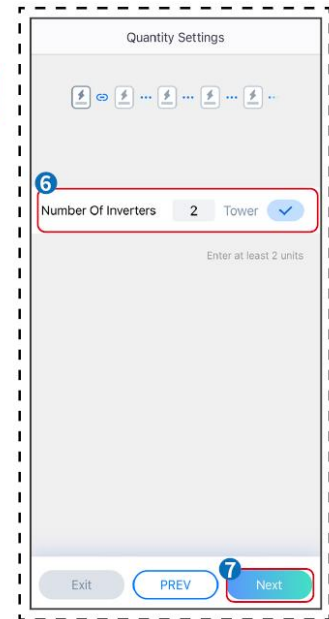 Quantity Settings
6
Number Of Inverters 2 Tower
Enter at least 2 units
7
Exit PREV Next